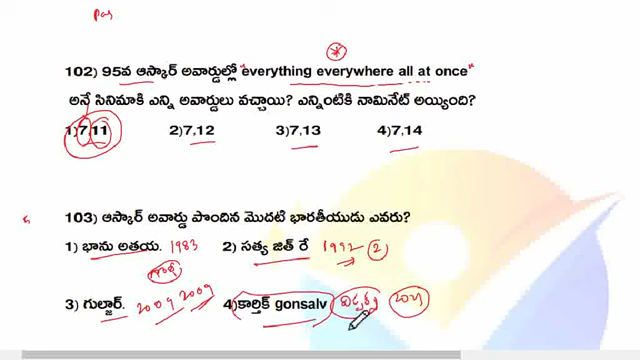 102) 95వ ఆస్కార్ అవార్డుల్లో "everything everywhere all at once"
అనే సినిమాకి ఎన్ని అవార్డులు వచ్చాయి? ఎన్నింటికి నామినేట్ అయ్యింది?
1)7,11 2)7,12 3)7,13 4)7,14
103) ఆస్కార్ అవార్డు పొందిన మొదటి భారతీయుడు ఎవరు?
1) భాను అతయ. 1983 2) సత్య జిత్ రే 1992 2
3) గుల్జార్. 2009 2009 4)కార్తిక్ gonsalv